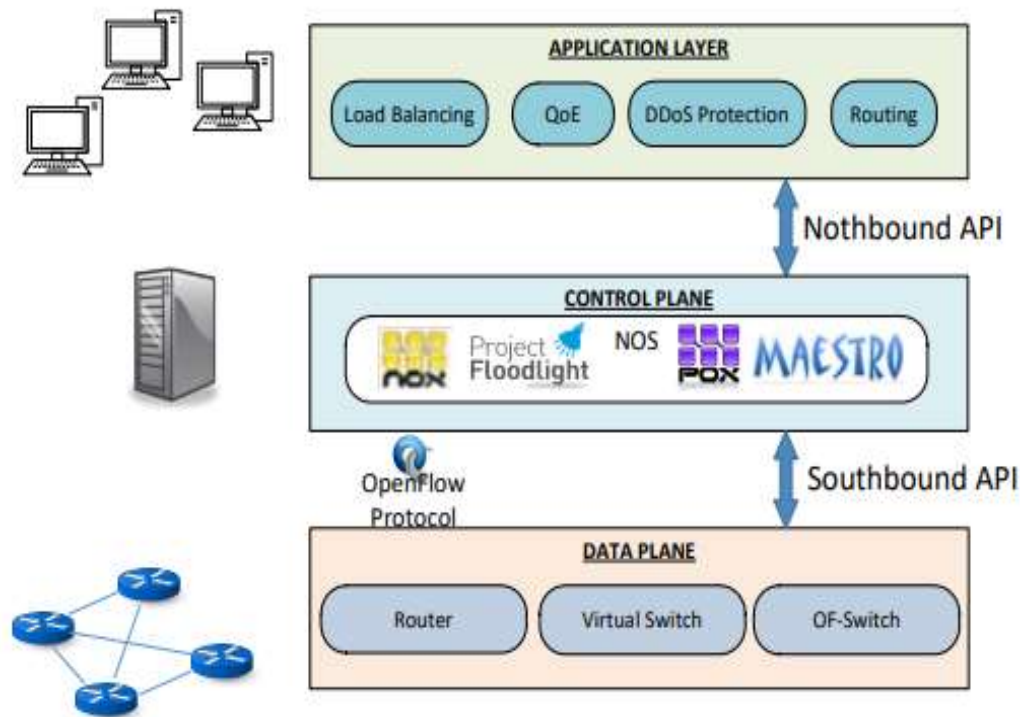 APPLICATION LAYER
Load Balancing
QoE
DDoS Protection
Routing
Nothbound API
CONTROL PLANE
nox
Project
Floodlight
NOS
POX
MAESTRO
OpenFlow
Protocol
Southbound API
DATA PLANE
Router
Virtual Switch
OF-Switch